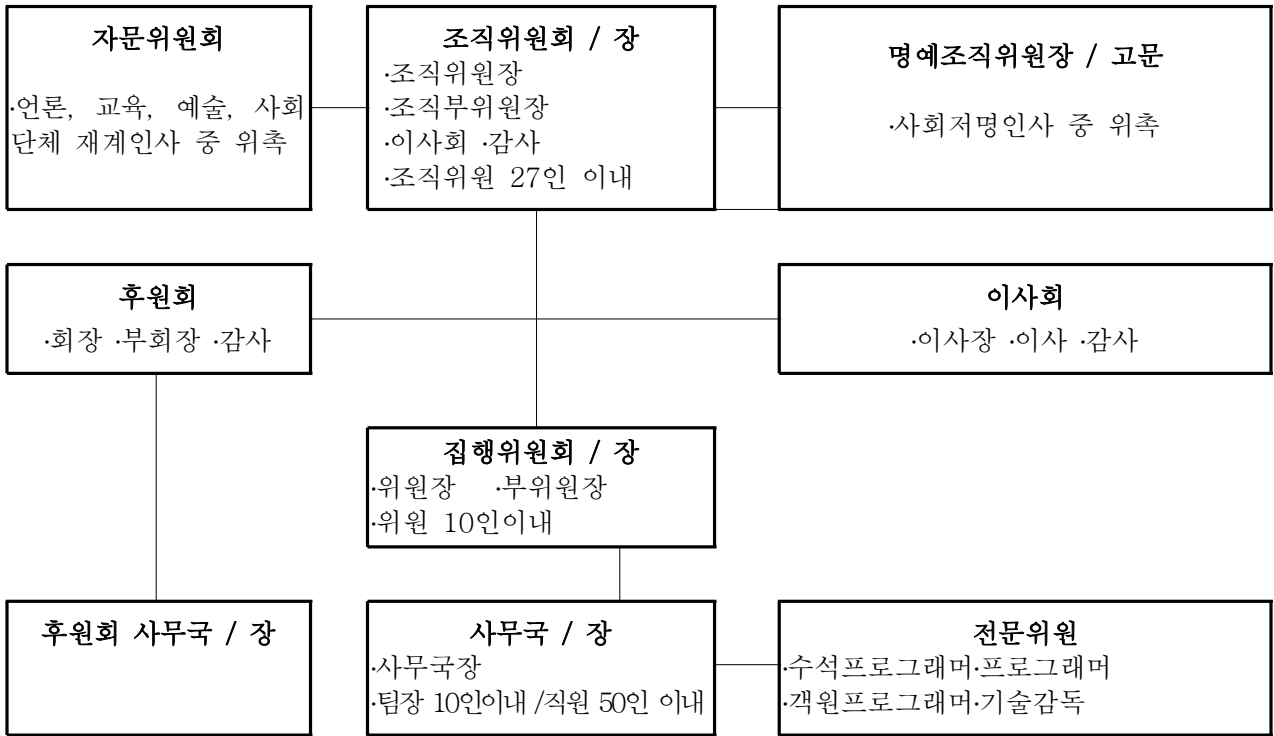 자문위원회
·언론, 교육, 예술, 사회
단체 재계인사 중 위촉
조직위원회 / 장
·조직위원장
·조직부위원장
·이사회 ·감사
·조직위원 27인 이내
명예조직위원장 / 고문
·사회저명인사 중 위촉
후원회
·회장 ·부회장 ·감사
이사회
·이사장 ·이사 ·감사
집행위원회 / 장
·위원장 ·부위원장
·위원 10인이내
후원회 사무국 / 장
사무국 / 장
·사무국장
·팀장 10인이내 /직원 50인 이내
전문위원
·수석프로그래머·프로그래머
·객원프로그래머·기술감독